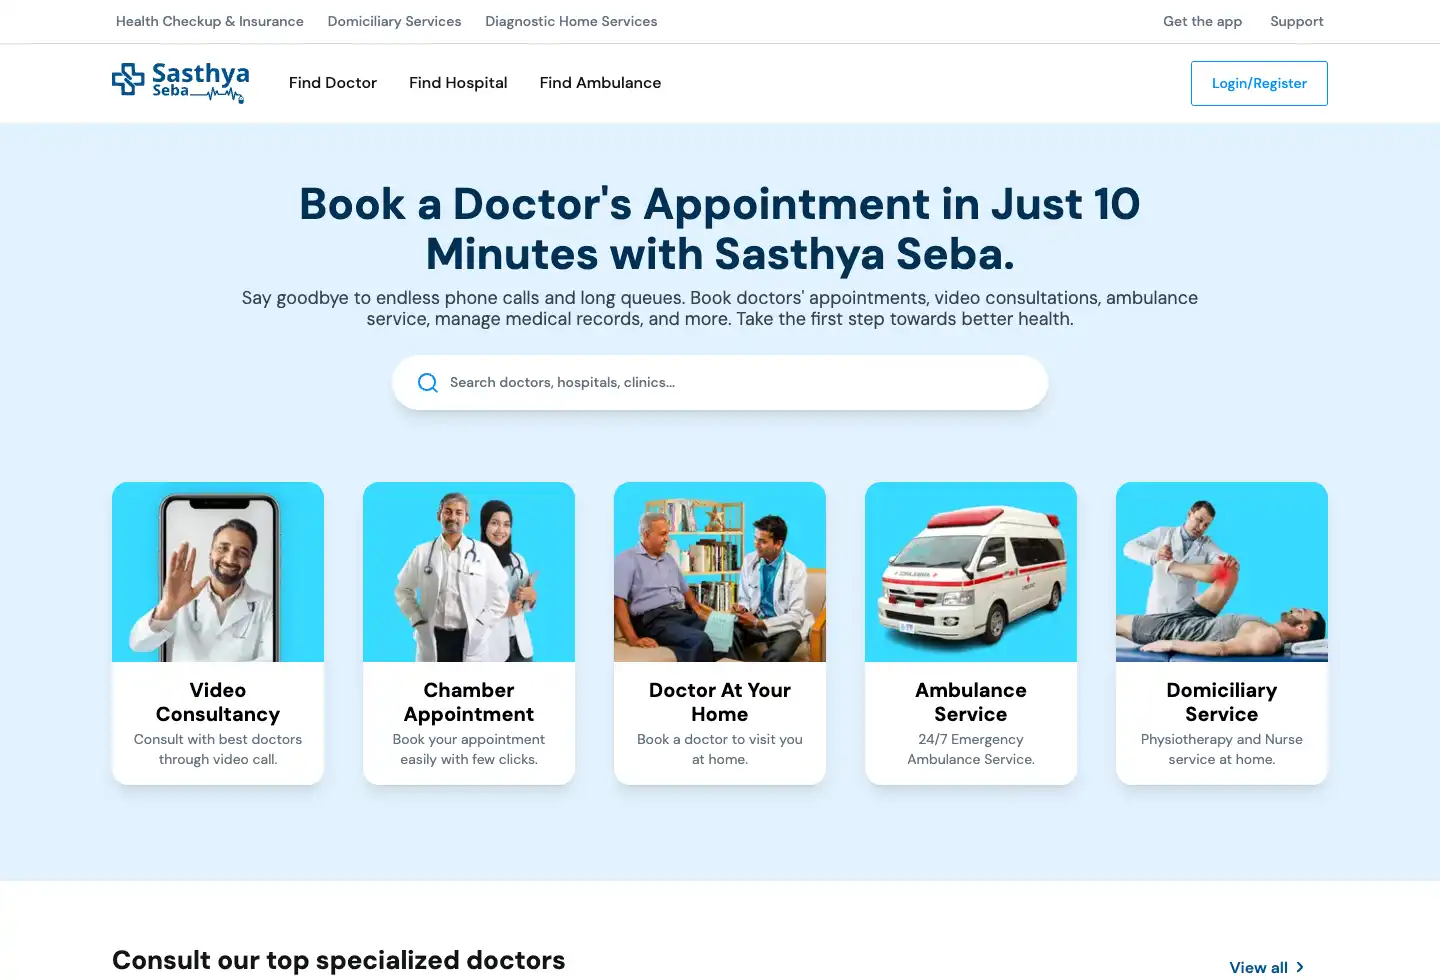 Health Checkup & Insurance
Domiciliary Services
Diagnostic Home Services
Get the app
Support
Sasthya
Seba
Find Doctor
Find Hospital
Find Ambulance
Login/Register
Book a Doctor's Appointment in Just 10
Minutes with Sasthya Seba.
Say goodbye to endless phone calls and long queues. Book doctors' appointments, video consultations, ambulance
service, manage medical records, and more. Take the first step towards better health.
Search doctors, hospitals, clinics...
Video
Consultancy
Consult with best doctors
through video call.
Chamber
Appointment
Book your appointment
easily with few clicks.
Doctor At Your
Home
Book a doctor to visit you
at home.
Ambulance
Service
24/7 Emergency
Ambulance Service.
Domiciliary
Service
Physiotherapy and Nurse
service at home.
Consult our top specialized doctors
View all